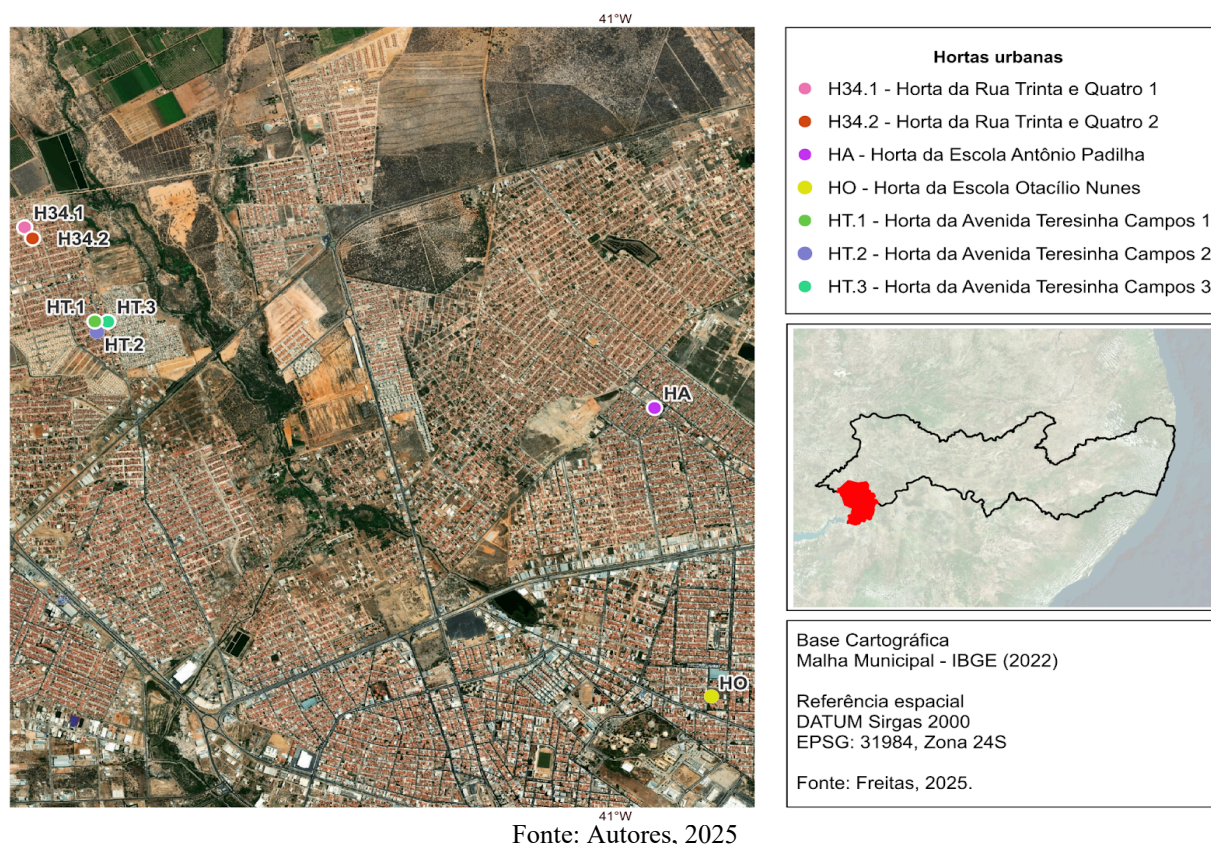 41°W
H34.1
H34.2
HT.1
HT.3
HT.2
HA
HO
41°W
Hortas urbanas
H34.1 - Horta da Rua Trinta e Quatro 1
H34.2 - Horta da Rua Trinta e Quatro 2
HA - Horta da Escola Antônio Padilha
HO - Horta da Escola Otacílio Nunes
HT.1 - Horta da Avenida Teresinha Campos 1
HT.2 - Horta da Avenida Teresinha Campos 2
HT.3 - Horta da Avenida Teresinha Campos 3
Base Cartográfica
Malha Municipal - IBGE (2022)
Referência espacial
DATUM Sirgas 2000
EPSG: 31984, Zona 24S
Fonte: Freitas, 2025.
Fonte: Autores, 2025